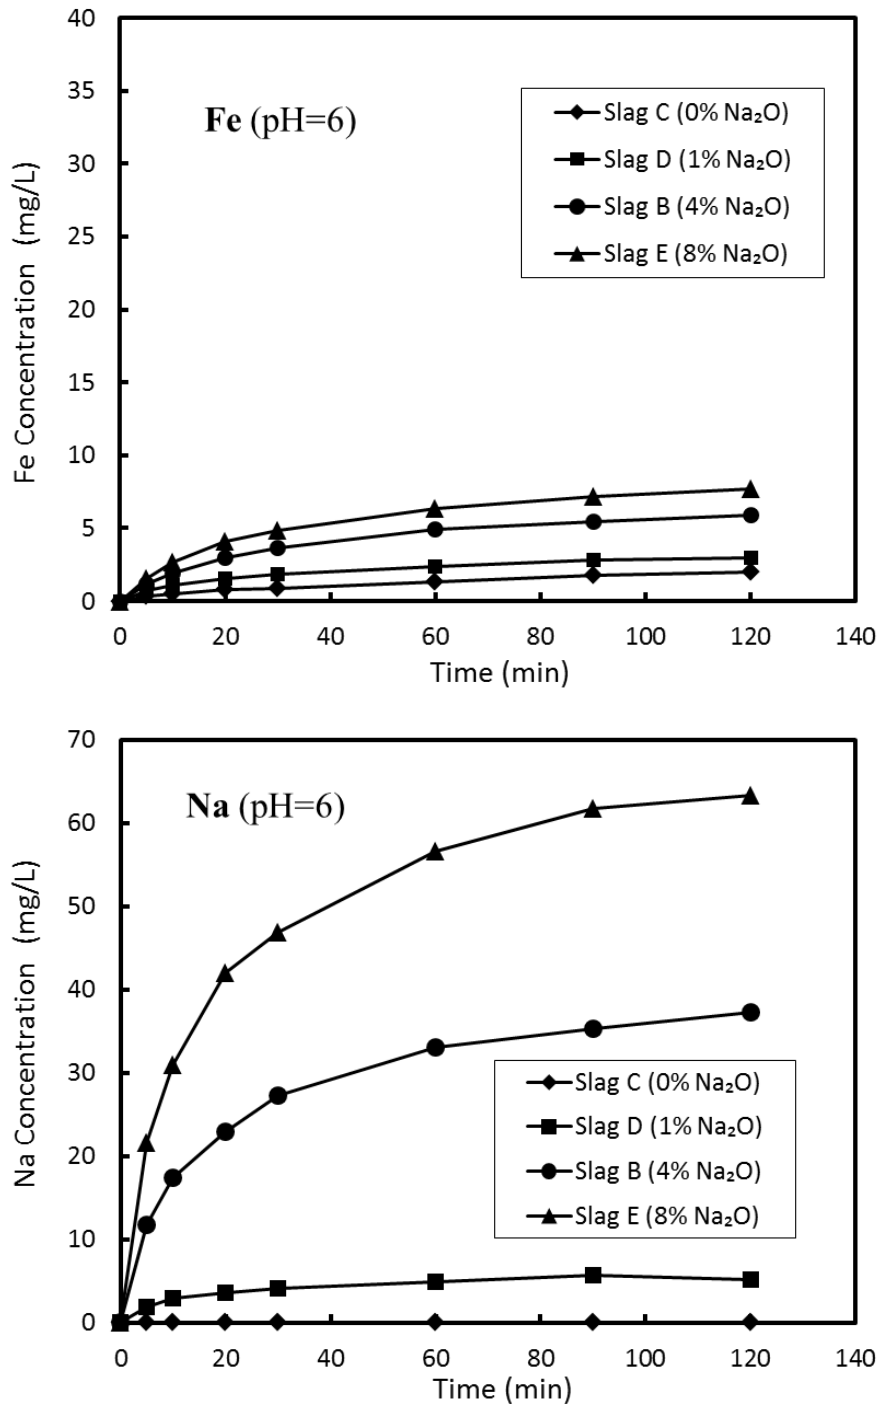 40
35
30
25
20
15
10
5
0
Fe Concentration (mg/L)
Fe (pH=6)
Slag C (0% Na₂O)
Slag D (1% Na₂O)
Slag B (4% Na₂O)
Slag E (8% Na₂O)
0 20 40 60 80 100 120 140
Time (min)
70
60
50
40
30
20
10
0
Na Concentration (mg/L)
Na (pH=6)
Slag C (0% Na₂O)
Slag D (1% Na₂O)
Slag B (4% Na₂O)
Slag E (8% Na₂O)
0 20 40 60 80 100 120 140
Time (min)